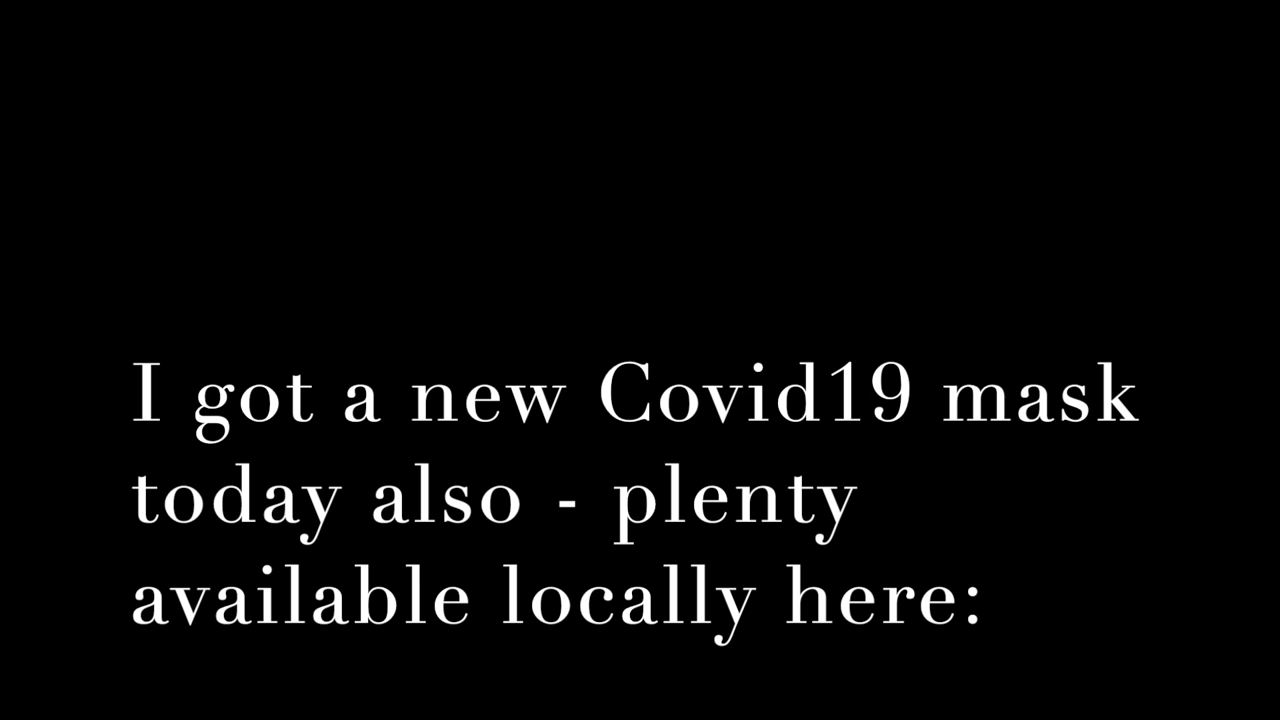 I got a new Covid19 mask
today also - plenty
available locally here: